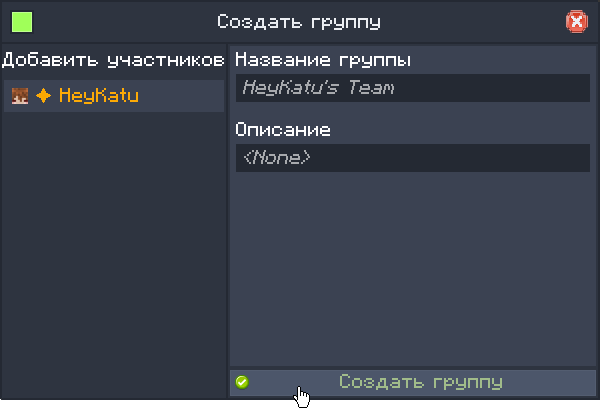 Создать группу
Добавить участников
✦ HeyKatu
Название группы
HeyKatu's Team
Описание
<None>
Создать группу